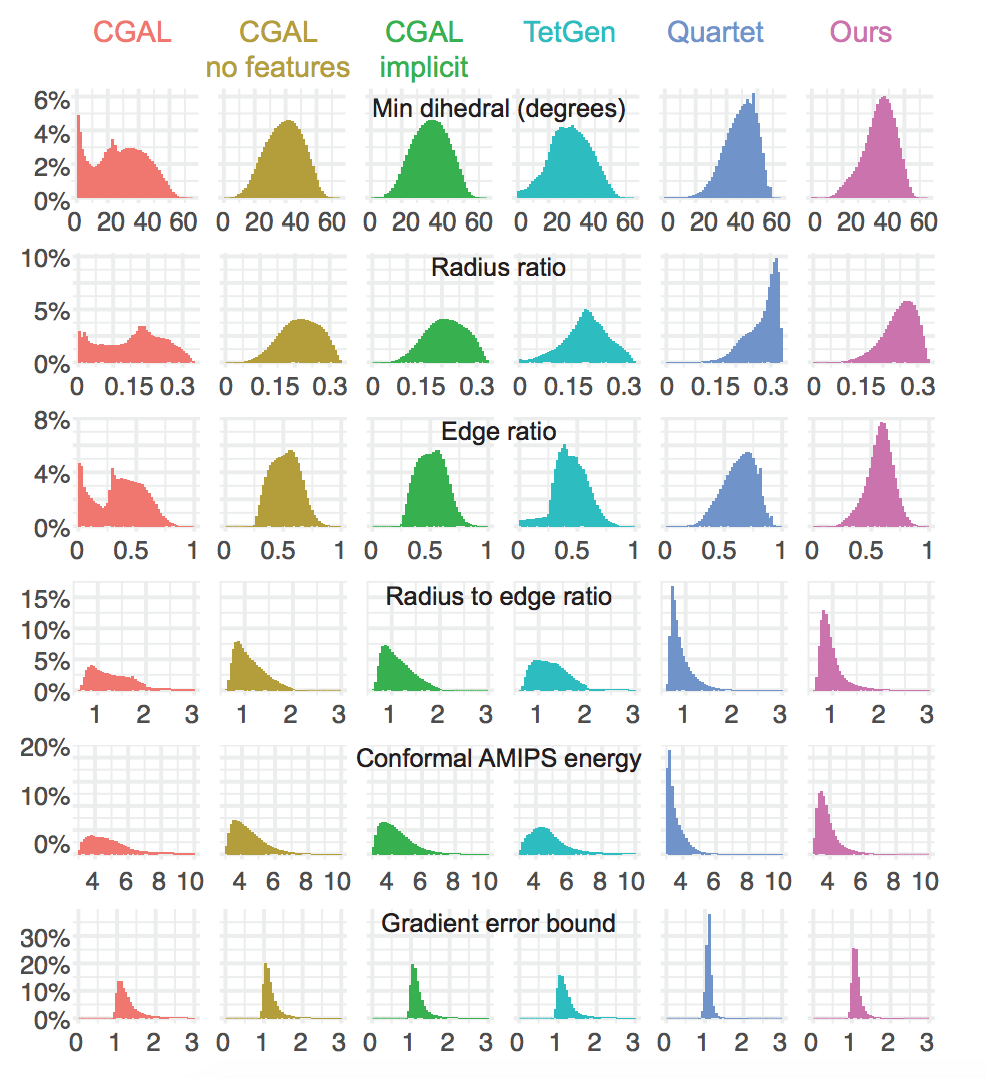 CGAL CGAL CGAL TetGen Quartet Ours
no features implicit
Min dihedral (degrees)
6%
4%
2%
0%
0 20 40 60 0 20 40 60 0 20 40 60 0 20 40 60 0 20 40 60 0 20 40 60
Radius ratio
10%
5%
0%
0 0.15 0.3 0 0.15 0.3 0 0.15 0.3 0 0.15 0.3 0 0.15 0.3 0 0.15 0.3
Edge ratio
8%
4%
0%
0 0.5 1 0 0.5 1 0 0.5 1 0 0.5 1 0 0.5 1 0 0.5 1
Radius to edge ratio
15%
10%
5%
0%
1 2 3 1 2 3 1 2 3 1 2 3 1 2 3 1 2 3
Conformal AMIPS energy
20%
10%
0%
4 6 8 10 4 6 8 10 4 6 8 10 4 6 8 10 4 6 8 10 4 6 8 10
Gradient error bound
30%
20%
10%
0%
0 1 2 3 0 1 2 3 0 1 2 3 0 1 2 3 0 1 2 3 0 1 2 3